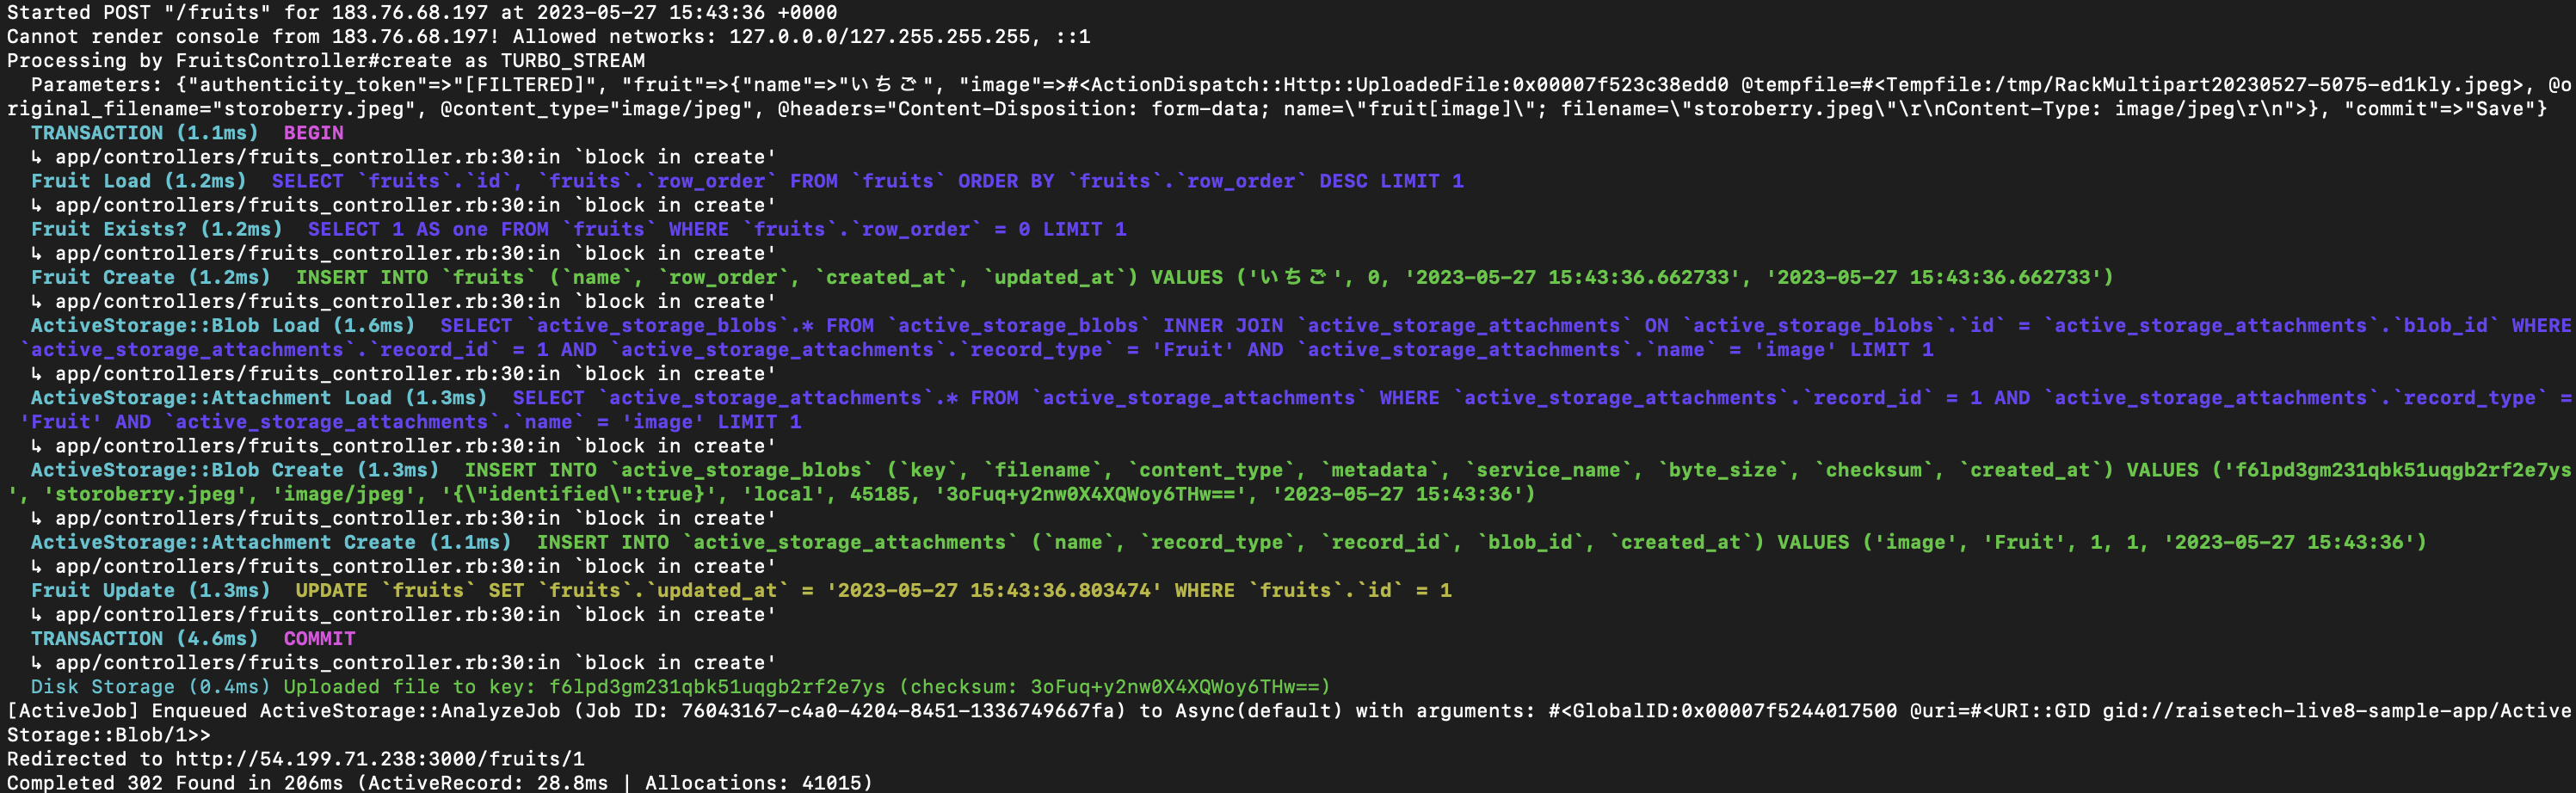 Started POST "/fruits" for 183.76.68.197 at 2023-05-27 15:43:36 +0000
Cannot render console from 183.76.68.197! Allowed networks: 127.0.0.0/127.255.255.255, ::1
Processing by FruitsController#create as TURBO_STREAM
  Parameters: {"authenticity_token"=>"[FILTERED]", "fruit"=>{"name"=>"いちご", "image"=>#<ActionDispatch::Http::UploadedFile:0x00007f523c38edd0 @tempfile=#<Tempfile:/tmp/RackMultipart20230527-5075-ed1kly.jpeg>, @o
riginal_filename="storoberry.jpeg", @content_type="image/jpeg", @headers="Content-Disposition: form-data; name=\"fruit[image]\"; filename=\"storoberry.jpeg\"\r\nContent-Type: image/jpeg\r\n">}, "commit"=>"Save"}
  TRANSACTION (1.1ms)  BEGIN
  ↳ app/controllers/fruits_controller.rb:30:in `block in create'
  Fruit Load (1.2ms)  SELECT `fruits`.`id`, `fruits`.`row_order` FROM `fruits` ORDER BY `fruits`.`row_order` DESC LIMIT 1
  ↳ app/controllers/fruits_controller.rb:30:in `block in create'
  Fruit Exists? (1.2ms)  SELECT 1 AS one FROM `fruits` WHERE `fruits`.`row_order` = 0 LIMIT 1
  ↳ app/controllers/fruits_controller.rb:30:in `block in create'
  Fruit Create (1.2ms)  INSERT INTO `fruits` (`name`, `row_order`, `created_at`, `updated_at`) VALUES ('いちご', 0, '2023-05-27 15:43:36.662733', '2023-05-27 15:43:36.662733')
  ↳ app/controllers/fruits_controller.rb:30:in `block in create'
  ActiveStorage::Blob Load (1.6ms)  SELECT `active_storage_blobs`.* FROM `active_storage_blobs` INNER JOIN `active_storage_attachments` ON `active_storage_blobs`.`id` = `active_storage_attachments`.`blob_id` WHERE
 `active_storage_attachments`.`record_id` = 1 AND `active_storage_attachments`.`record_type` = 'Fruit' AND `active_storage_attachments`.`name` = 'image' LIMIT 1
  ↳ app/controllers/fruits_controller.rb:30:in `block in create'
  ActiveStorage::Attachment Load (1.3ms)  SELECT `active_storage_attachments`.* FROM `active_storage_attachments` WHERE `active_storage_attachments`.`record_id` = 1 AND `active_storage_attachments`.`record_type` =
 'Fruit' AND `active_storage_attachments`.`name` = 'image' LIMIT 1
  ↳ app/controllers/fruits_controller.rb:30:in `block in create'
  ActiveStorage::Blob Create (1.3ms)  INSERT INTO `active_storage_blobs` (`key`, `filename`, `content_type`, `metadata`, `service_name`, `byte_size`, `checksum`, `created_at`) VALUES ('f6lpd3gm231qbk51uqgb2rf2e7ys
', 'storoberry.jpeg', 'image/jpeg', '{\"identified\":true}', 'local', 45185, '3oFuq+y2nw0X4XQWoy6THw==', '2023-05-27 15:43:36')
  ↳ app/controllers/fruits_controller.rb:30:in `block in create'
  ActiveStorage::Attachment Create (1.1ms)  INSERT INTO `active_storage_attachments` (`name`, `record_type`, `record_id`, `blob_id`, `created_at`) VALUES ('image', 'Fruit', 1, 1, '2023-05-27 15:43:36')
  ↳ app/controllers/fruits_controller.rb:30:in `block in create'
  Fruit Update (1.3ms)  UPDATE `fruits` SET `fruits`.`updated_at` = '2023-05-27 15:43:36.803474' WHERE `fruits`.`id` = 1
  ↳ app/controllers/fruits_controller.rb:30:in `block in create'
  TRANSACTION (4.6ms)  COMMIT
  ↳ app/controllers/fruits_controller.rb:30:in `block in create'
  Disk Storage (0.4ms) Uploaded file to key: f6lpd3gm231qbk51uqgb2rf2e7ys (checksum: 3oFuq+y2nw0X4XQWoy6THw==)
[ActiveJob] Enqueued ActiveStorage::AnalyzeJob (Job ID: 76043167-c4a0-4204-8451-1336749667fa) to Async(default) with arguments: #<GlobalID:0x00007f5244017500 @uri=#<URI::GID gid://raisetech-live8-sample-app/Active
Storage::Blob/1>>
Redirected to http://54.199.71.238:3000/fruits/1
Completed 302 Found in 206ms (ActiveRecord: 28.8ms | Allocations: 41015)